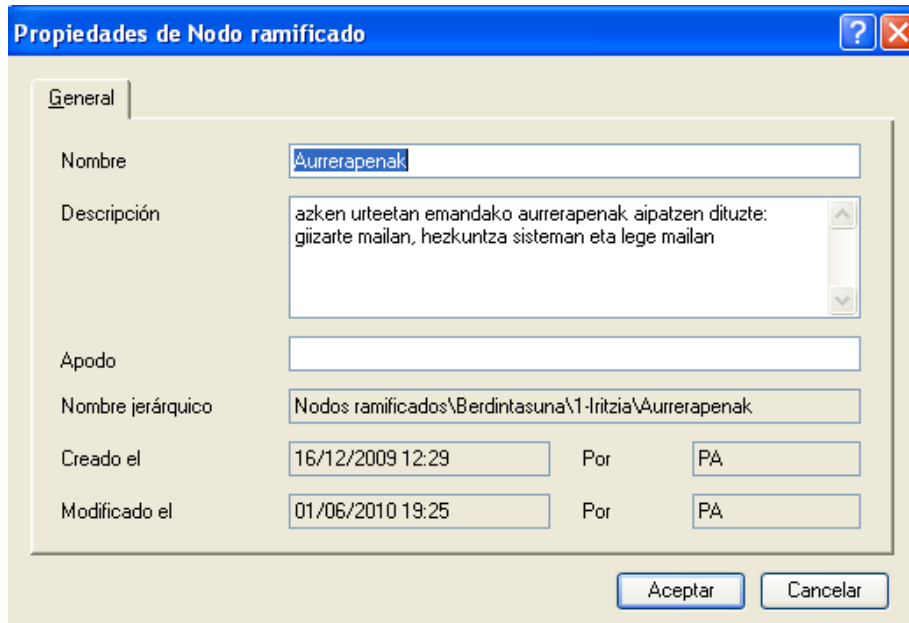 Propiedades de Nodo ramificado
General
Nombre Aurrerapenak
Descripción azken urteetan emandako aurrerapenak aipatzen dituzte:
giizarte mailan, hezkuntza sisteman eta lege mailan
Apodo
Nombre jerárquico Nodos ramificados\Berdintasuna\1-Iritzia\Aurrerapenak
Creado el 16/12/2009 12:29 Por PA
Modificado el 01/06/2010 19:25 Por PA
Aceptar Cancelar